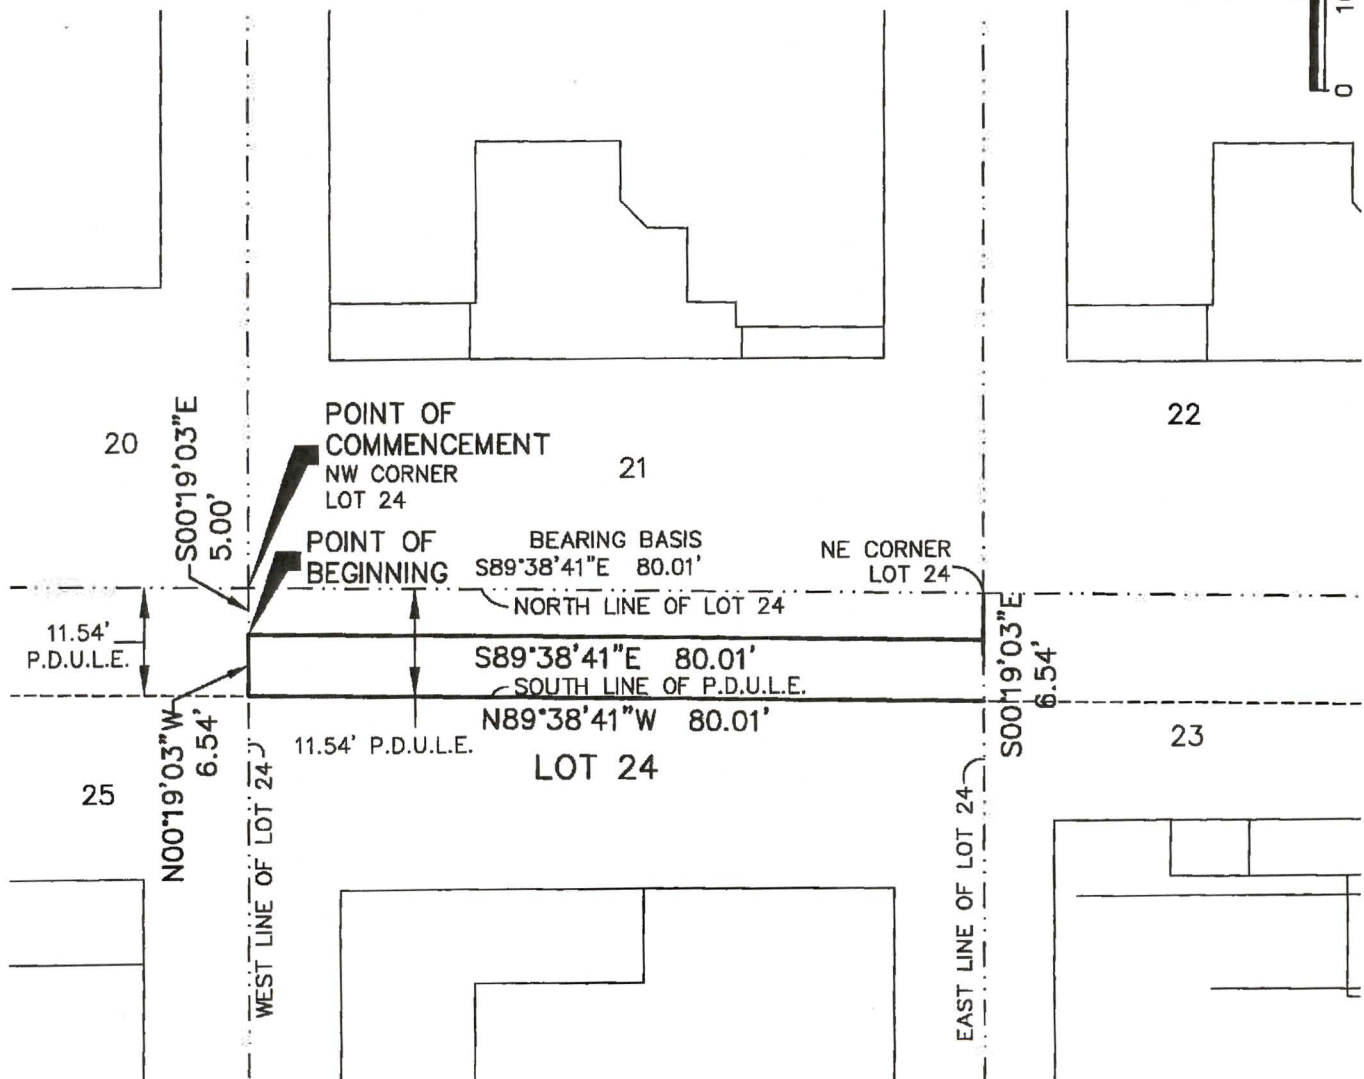 10
0
22
20
S00°19'03"E
5.00'
POINT OF
COMMENCEMENT
NW CORNER
LOT 24
21
POINT OF
BEGINNING
BEARING BASIS
S89°38'41"E 80.01'
NE CORNER
LOT 24
NORTH LINE OF LOT 24
11.54'
P.D.U.L.E.
S89°38'41"E 80.01'
SOUTH LINE OF P.D.U.L.E.
N89°38'41"W 80.01'
S00°19'03"E
6.54'
N00°19'03"W
6.54'
11.54' P.D.U.L.E.
LOT 24
23
25
WEST LINE OF LOT 24
EAST LINE OF LOT 24